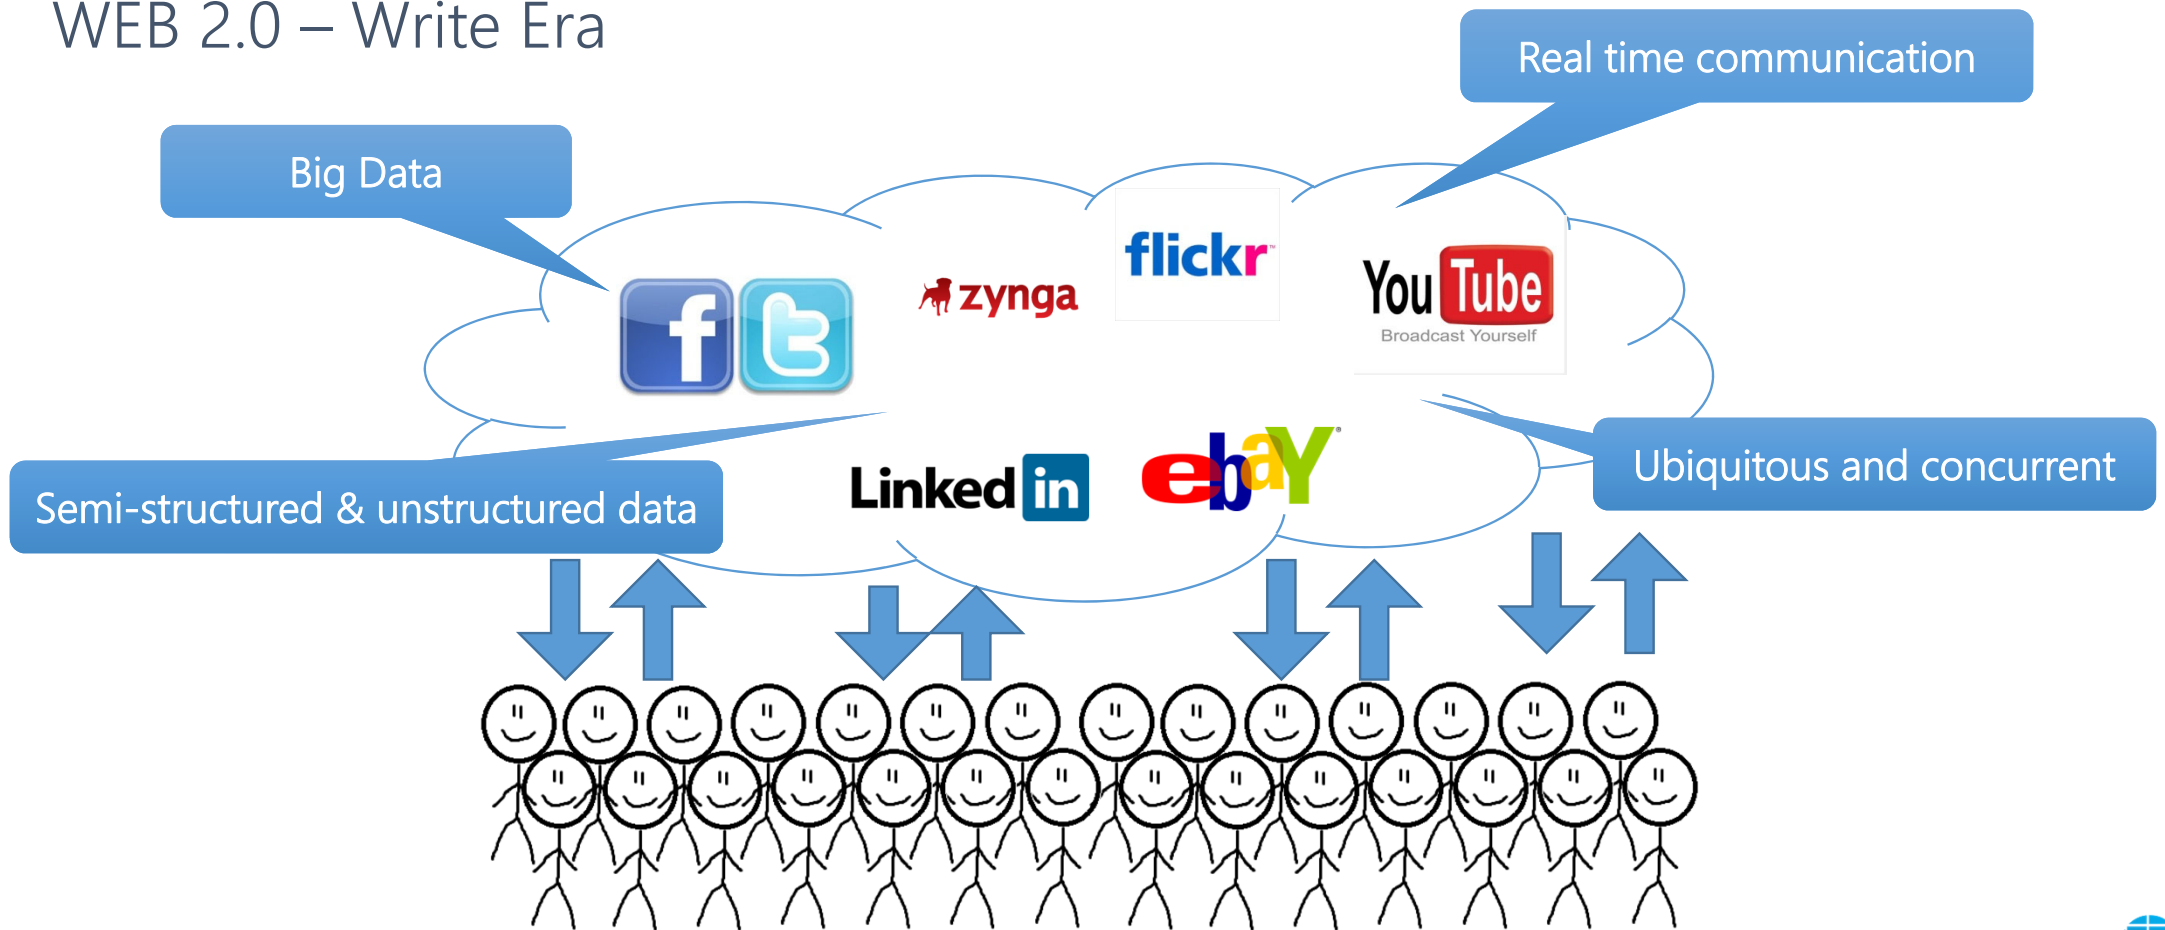 WEB 2.0 – Write Era
Real time communication
Big Data
flickr™
zynga
You Tube
Broadcast Yourself
f t
Linked in
ebaY®
Ubiquitous and concurrent
Semi-structured & unstructured data